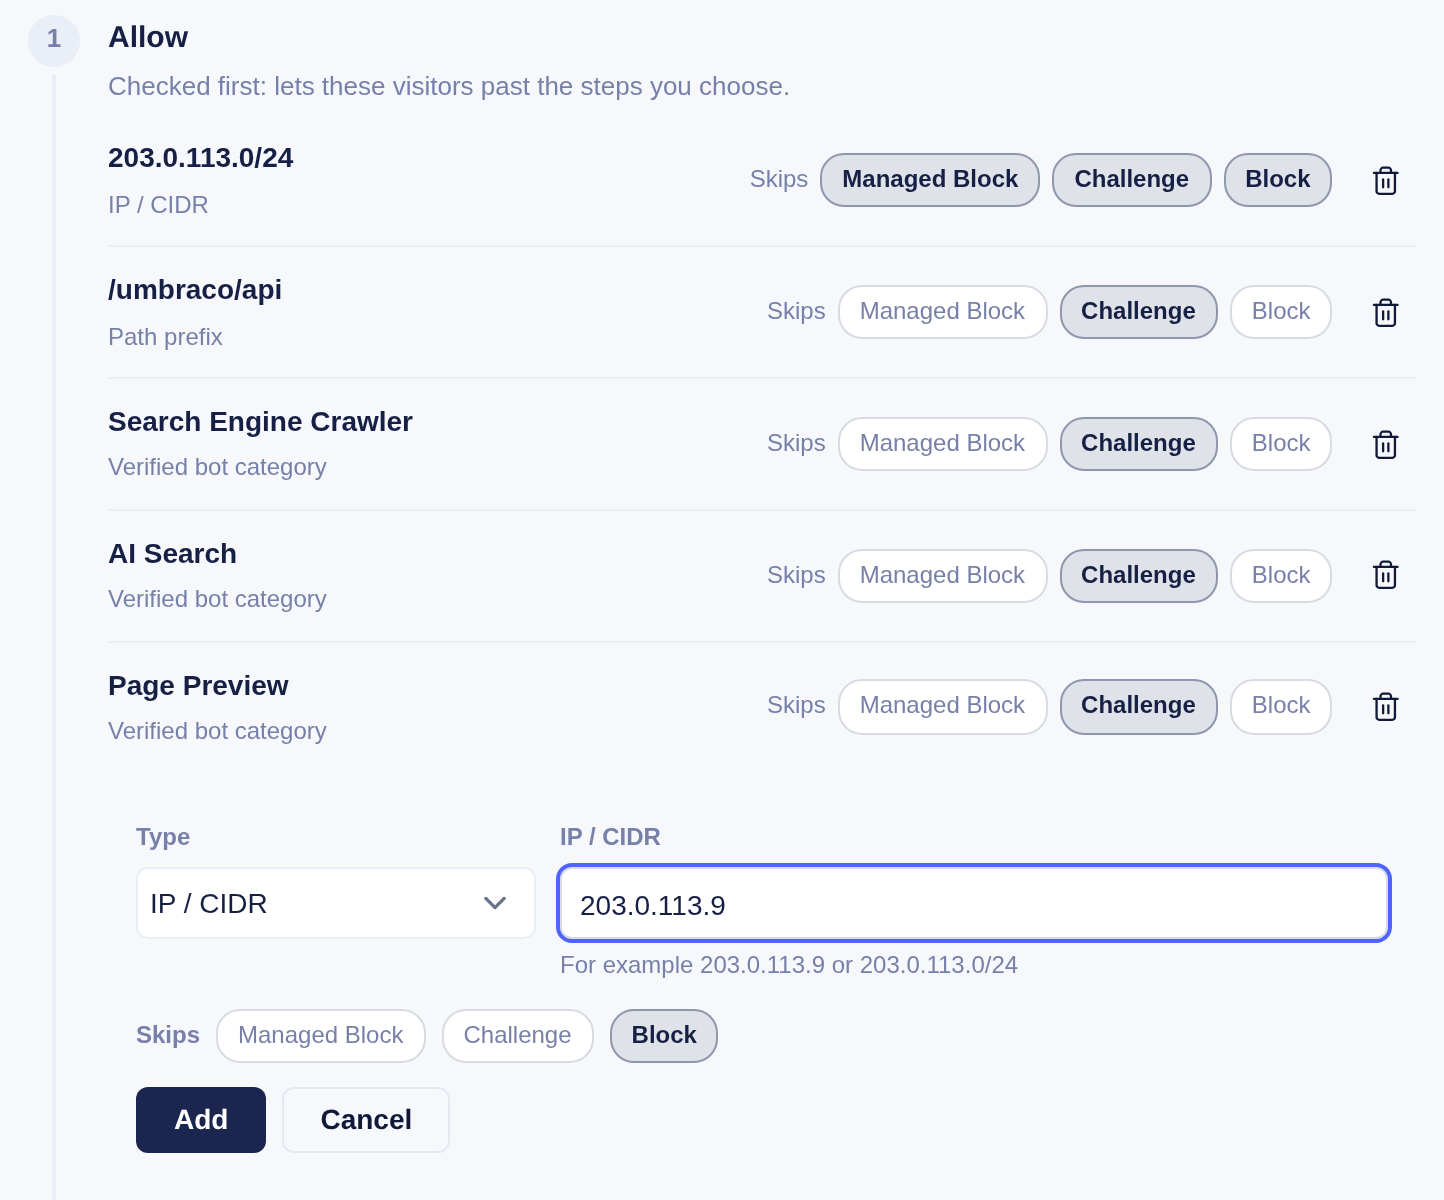 1
Allow
Checked first: lets these visitors past the steps you choose.
203.0.113.0/24
IP / CIDR
Skips Managed Block Challenge Block
/umbraco/api
Path prefix
Skips Managed Block Challenge Block
Search Engine Crawler
Verified bot category
Skips Managed Block Challenge Block
AI Search
Verified bot category
Skips Managed Block Challenge Block
Page Preview
Verified bot category
Skips Managed Block Challenge Block
Type
IP / CIDR
IP / CIDR
203.0.113.9
For example 203.0.113.9 or 203.0.113.0/24
Skips Managed Block Challenge Block
Add Cancel